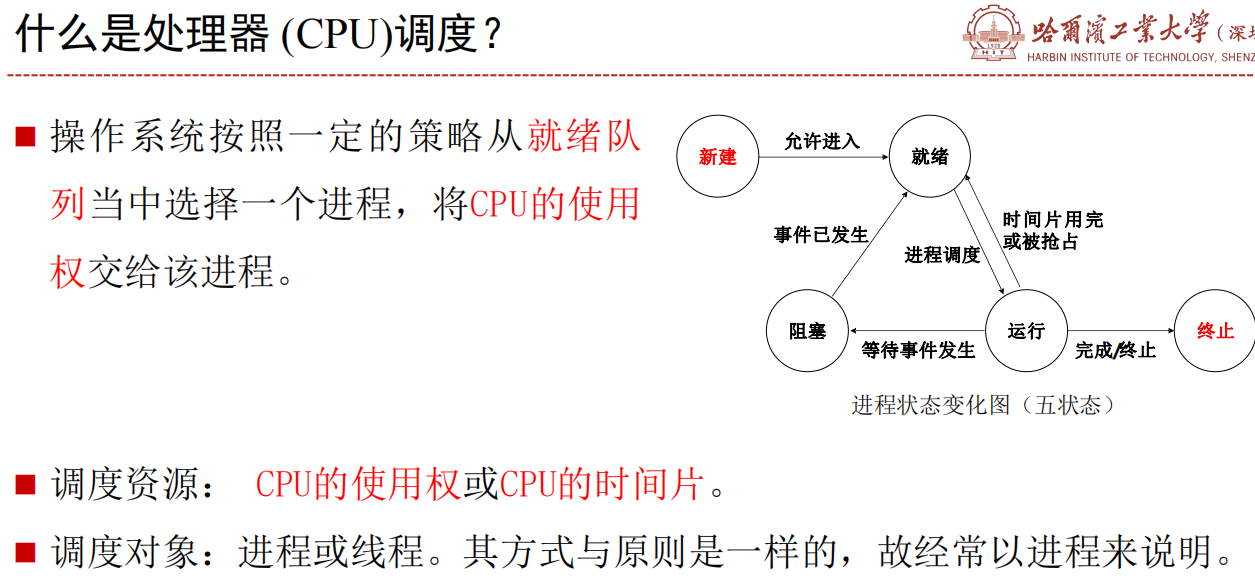 什么是处理器 (CPU)调度？
哈尔滨工业大学
HARBIN INSTITUTE OF TECHNOLOGY,
1920
HIT
操作系统按照一定的策略从就绪队
列当中选择一个进程，将CPU的使用
权交给该进程。
新建
允许进入
就绪
事件已发生
进程调度
时间片用完
或被抢占
阻塞
等待事件发生
运行
完成/终止
终止
进程状态变化图（五状态）
调度资源： CPU的使用权或CPU的时间片。
调度对象：进程或线程。其方式与原则是一样的，故经常以进程来说明。